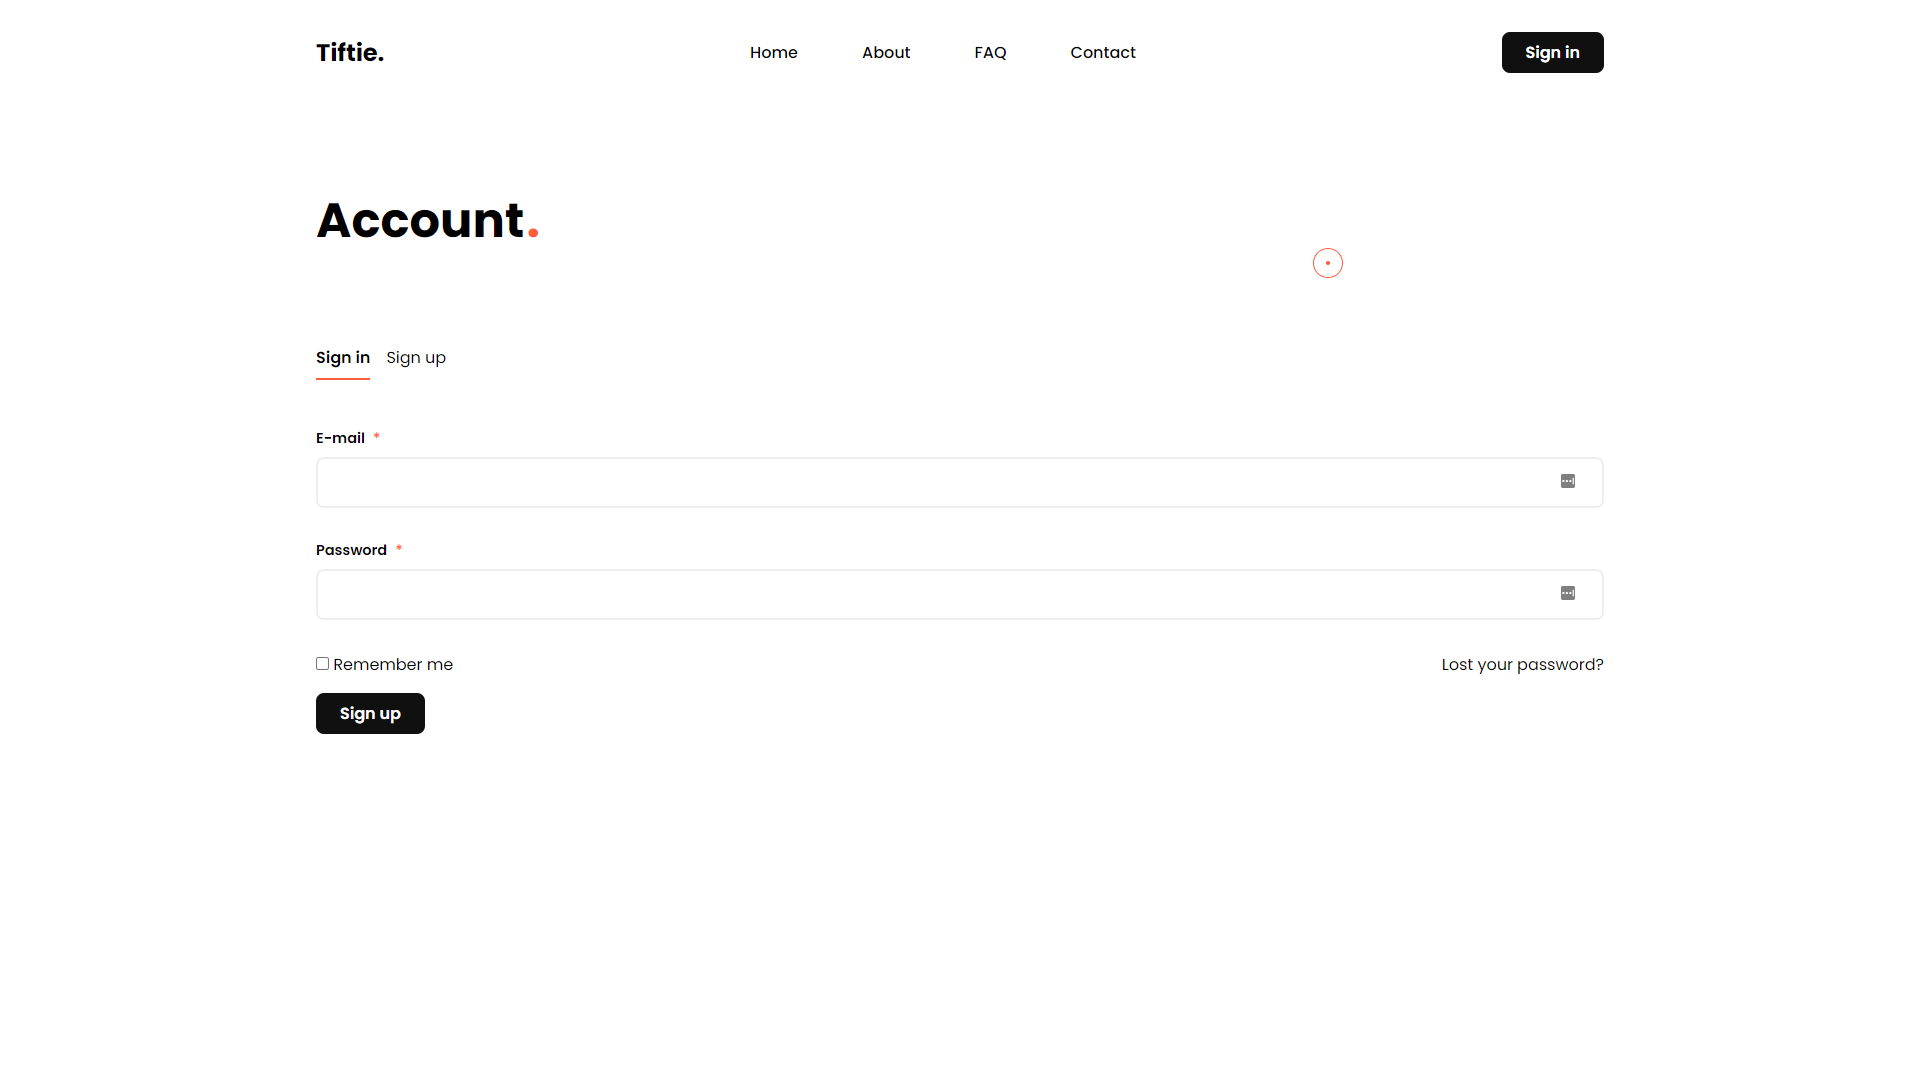 Tiftie.
Home About FAQ Contact
Sign in
Account.
Sign in Sign up
E-mail *
Password *
Remember me Lost your password?
Sign up